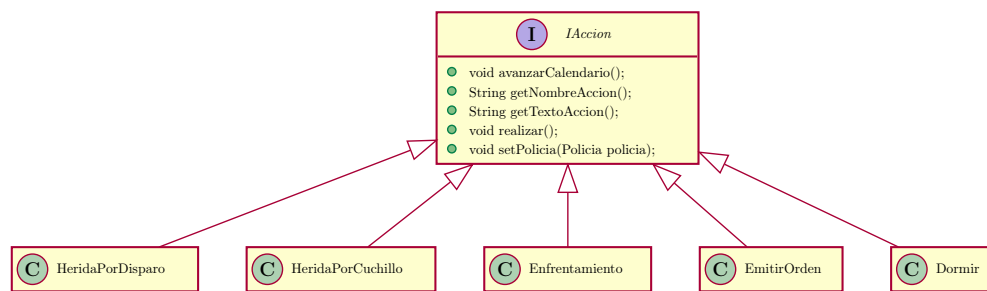 I IAccion
void avanzarCalendario();
String getNombreAccion();
String getTextoAccion();
void realizar();
void setPolicia(Policia policia);
C HeridaPorDisparo
C HeridaPorCuchillo
C Enfrentamiento
C EmitirOrden
C Dormir